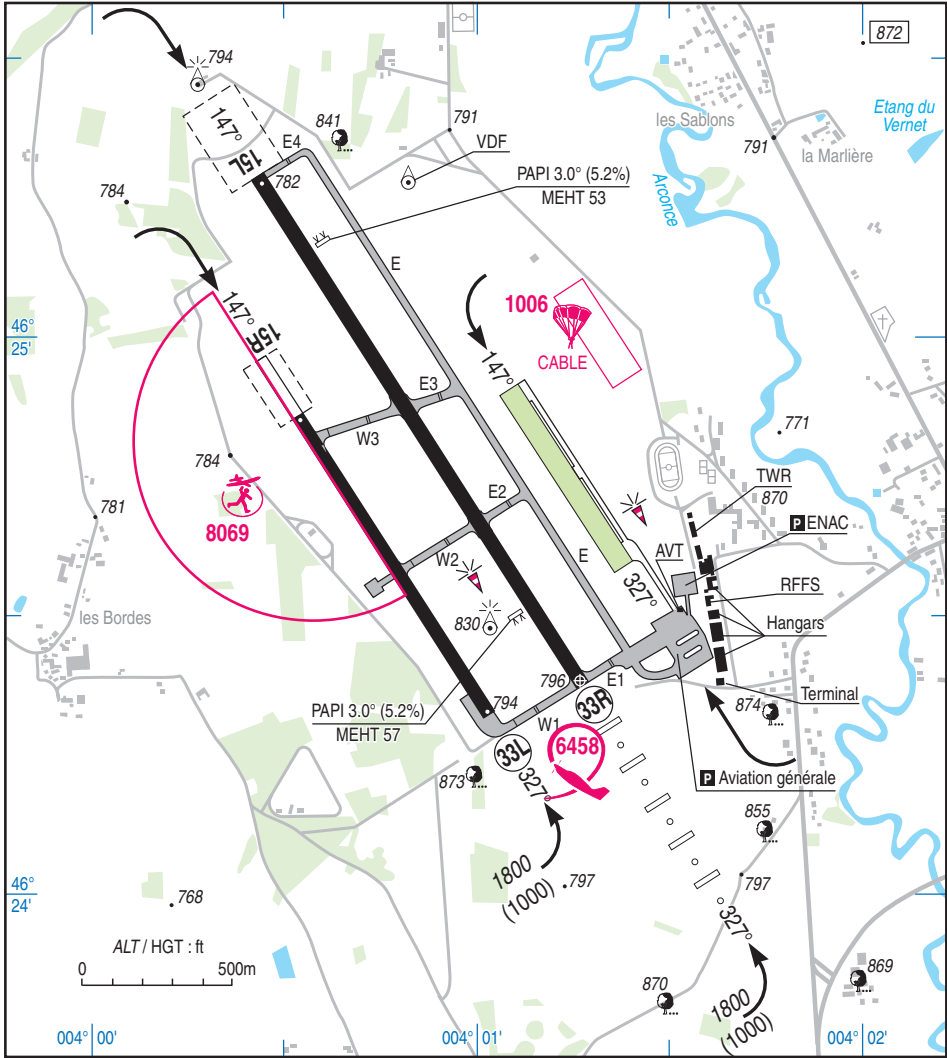 794
872
Etang du
Vernet
les Sablons
791
la Marlière
Arconce
841
791
E4
VDF
147°
15L
782
784
PAPI 3.0° (5.2%)
MEHT 53
E
147°
15R
1006
CABLE
147°
46°
25'
E3
W3
784
771
8069
781
E2
TWR
870
P ENAC
W2
E
AVT
327°
RFFS
les Bordes
830
Hangars
796
E1
Terminal
PAPI 3.0° (5.2%)
MEHT 57
794
W1
33R
33L
6458
874
873
327°
P Aviation générale
855
1800
(1000)
797
797
46°
24'
768
327°
ALT / HGT : ft
0 500m
870
869
1800
(1000)
004° 00'
004° 01'
004° 02'